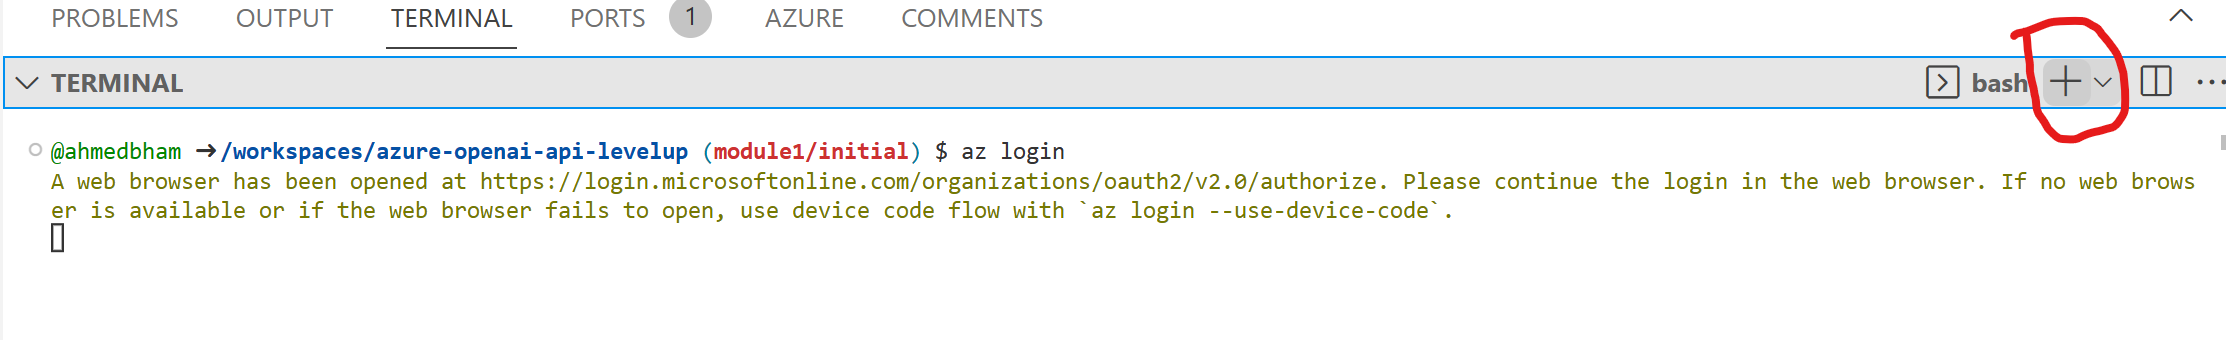 PROBLEMS OUTPUT TERMINAL PORTS 1 AZURE COMMENTS
TERMINAL bash
@ahmedbham ➜/workspaces/azure-openai-api-levelup (module1/initial) $ az login
A web browser has been opened at https://login.microsoftonline.com/organizations/oauth2/v2.0/authorize. Please continue the login in the web browser. If no web brows
er is available or if the web browser fails to open, use device code flow with `az login --use-device-code`.